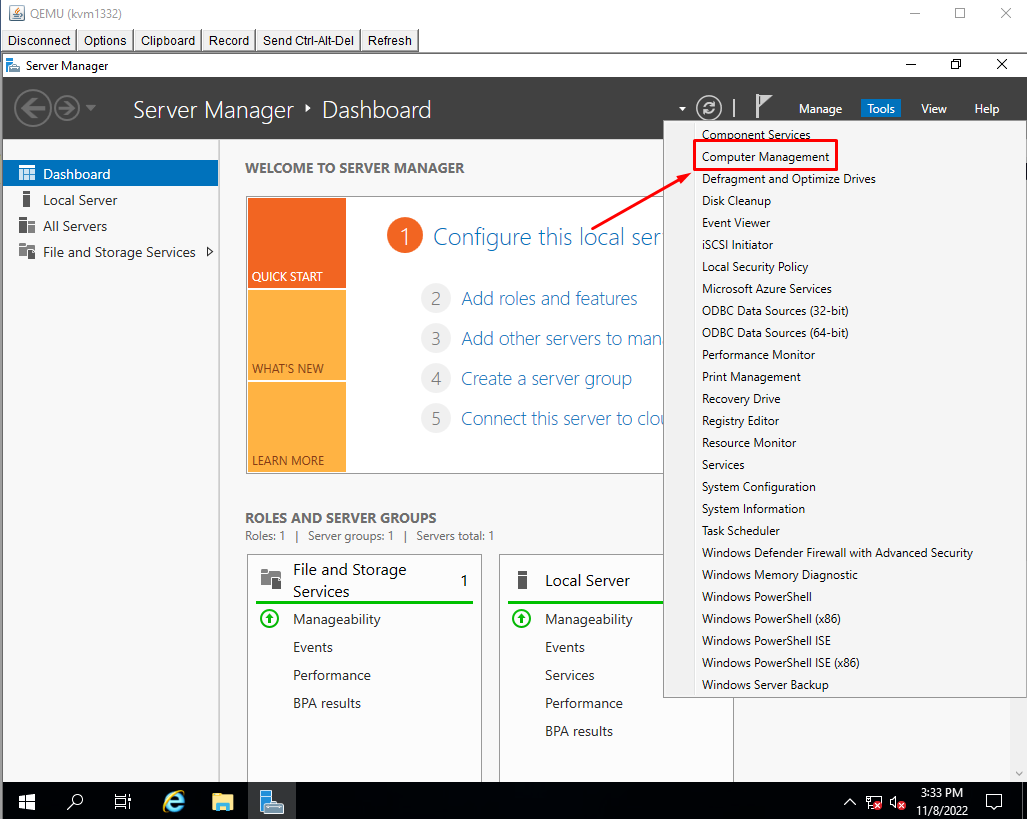 QEMU (kvm1332)
Disconnect Options Clipboard Record Send Ctrl-Alt-Del Refresh
Server Manager
Server Manager Dashboard
Manage Tools View Help
Dashboard
Local Server
All Servers
File and Storage Services
WELCOME TO SERVER MANAGER
QUICK START
WHAT'S NEW
LEARN MORE
1 Configure this local ser
2 Add roles and features
3 Add other servers to man
4 Create a server group
5 Connect this server to clou
ROLES AND SERVER GROUPS
Roles: 1 | Server groups: 1 | Servers total: 1
File and Storage
Services
1
Manageability
Events
Performance
BPA results
Local Server
Manageability
Events
Services
Performance
BPA results
Component Services
Computer Management
Defragment and Optimize Drives
Disk Cleanup
Event Viewer
iSCSI Initiator
Local Security Policy
Microsoft Azure Services
ODBC Data Sources (32-bit)
ODBC Data Sources (64-bit)
Performance Monitor
Print Management
Recovery Drive
Registry Editor
Resource Monitor
Services
System Configuration
System Information
Task Scheduler
Windows Defender Firewall with Advanced Security
Windows Memory Diagnostic
Windows PowerShell
Windows PowerShell (x86)
Windows PowerShell ISE
Windows PowerShell ISE (x86)
Windows Server Backup
3:33 PM
11/8/2022